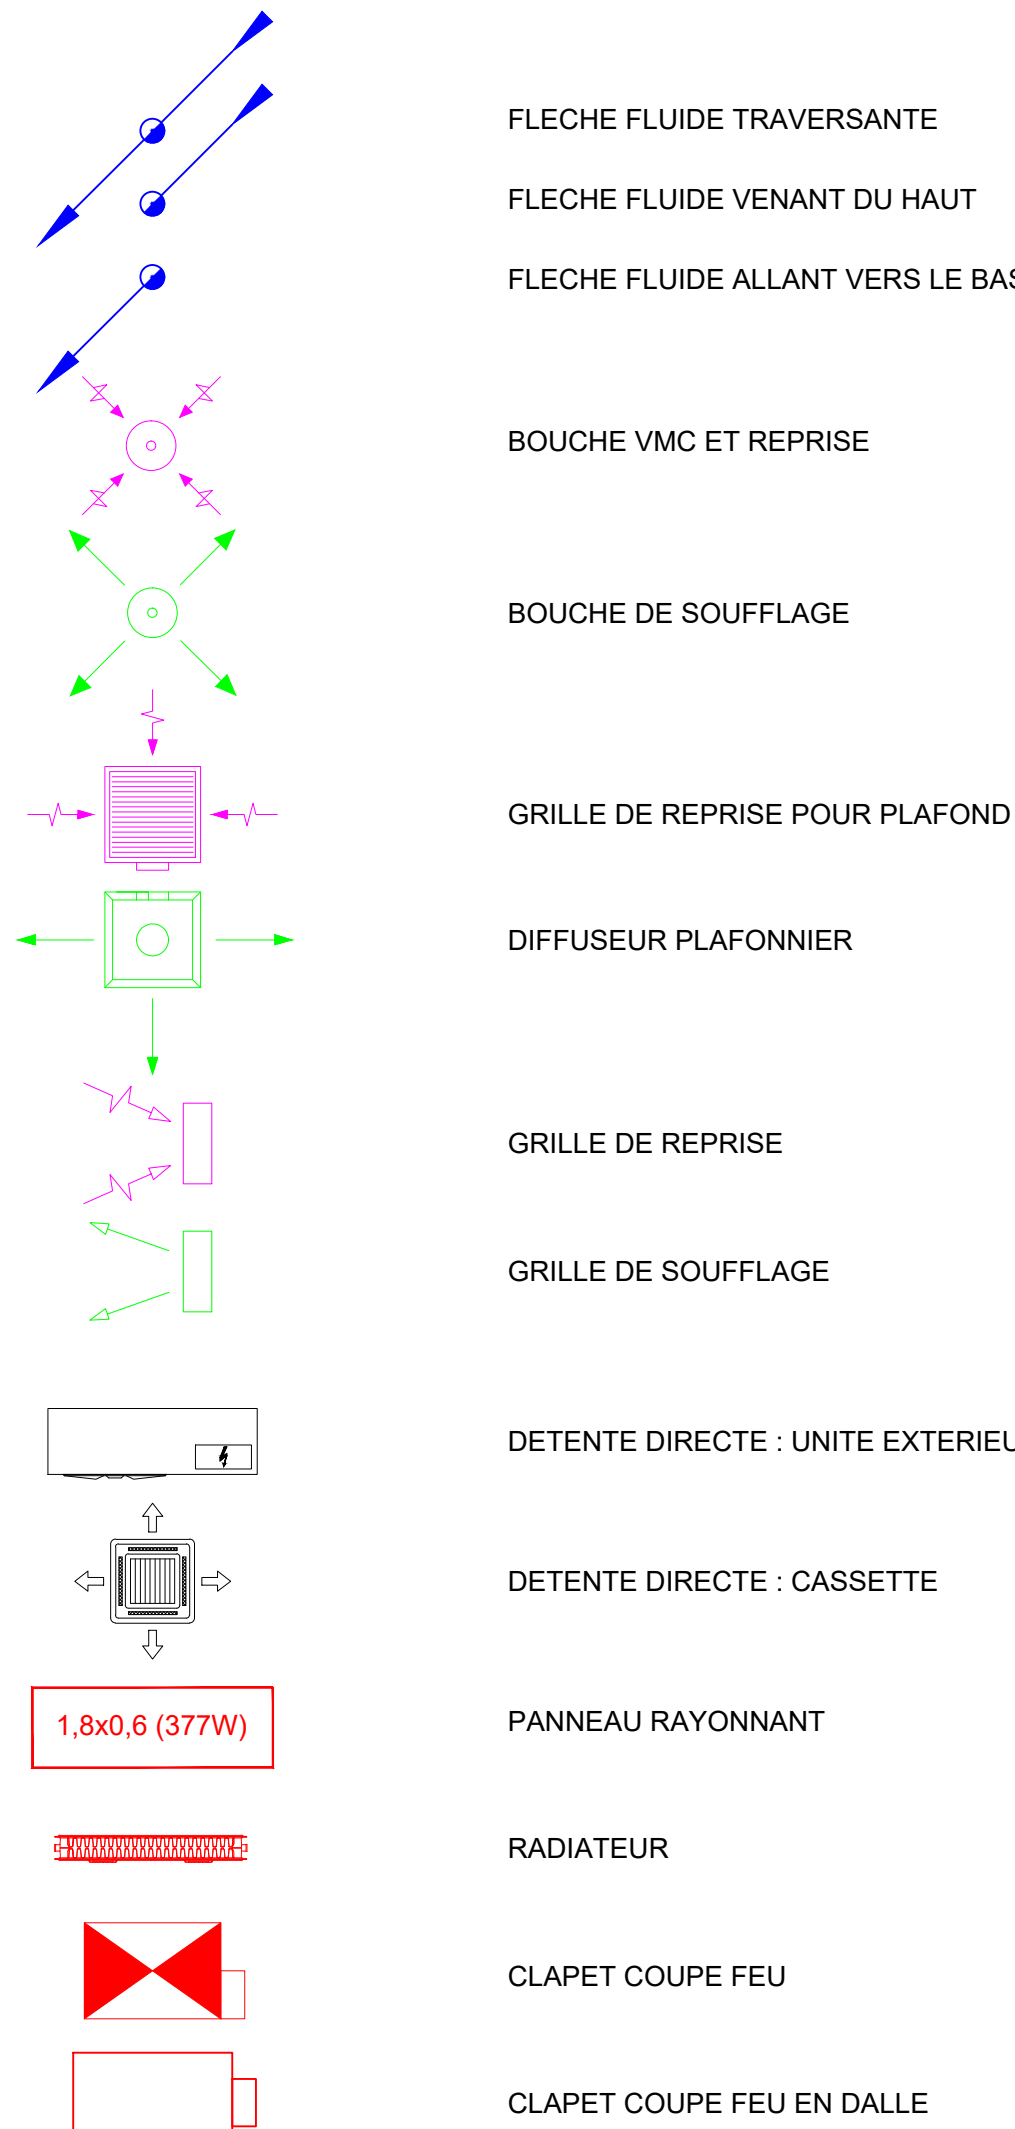 FLECHE FLUIDE TRAVERSANTE
FLECHE FLUIDE VENANT DU HAUT
FLECHE FLUIDE ALLANT VERS LE BAS
BOUCHE VMC ET REPRISE
BOUCHE DE SOUFFLAGE
GRILLE DE REPRISE POUR PLAFOND
DIFFUSEUR PLAFONNIER
GRILLE DE REPRISE
GRILLE DE SOUFFLAGE
DETENTE DIRECTE : UNITE
DETENTE DIRECTE : CASSETTE
1,8x0,6 (377W)
PANNEAU RAYONNANT
RADIATEUR
CLAPET COUPE FEU
CLAPET COUPE FEU EN DALLE